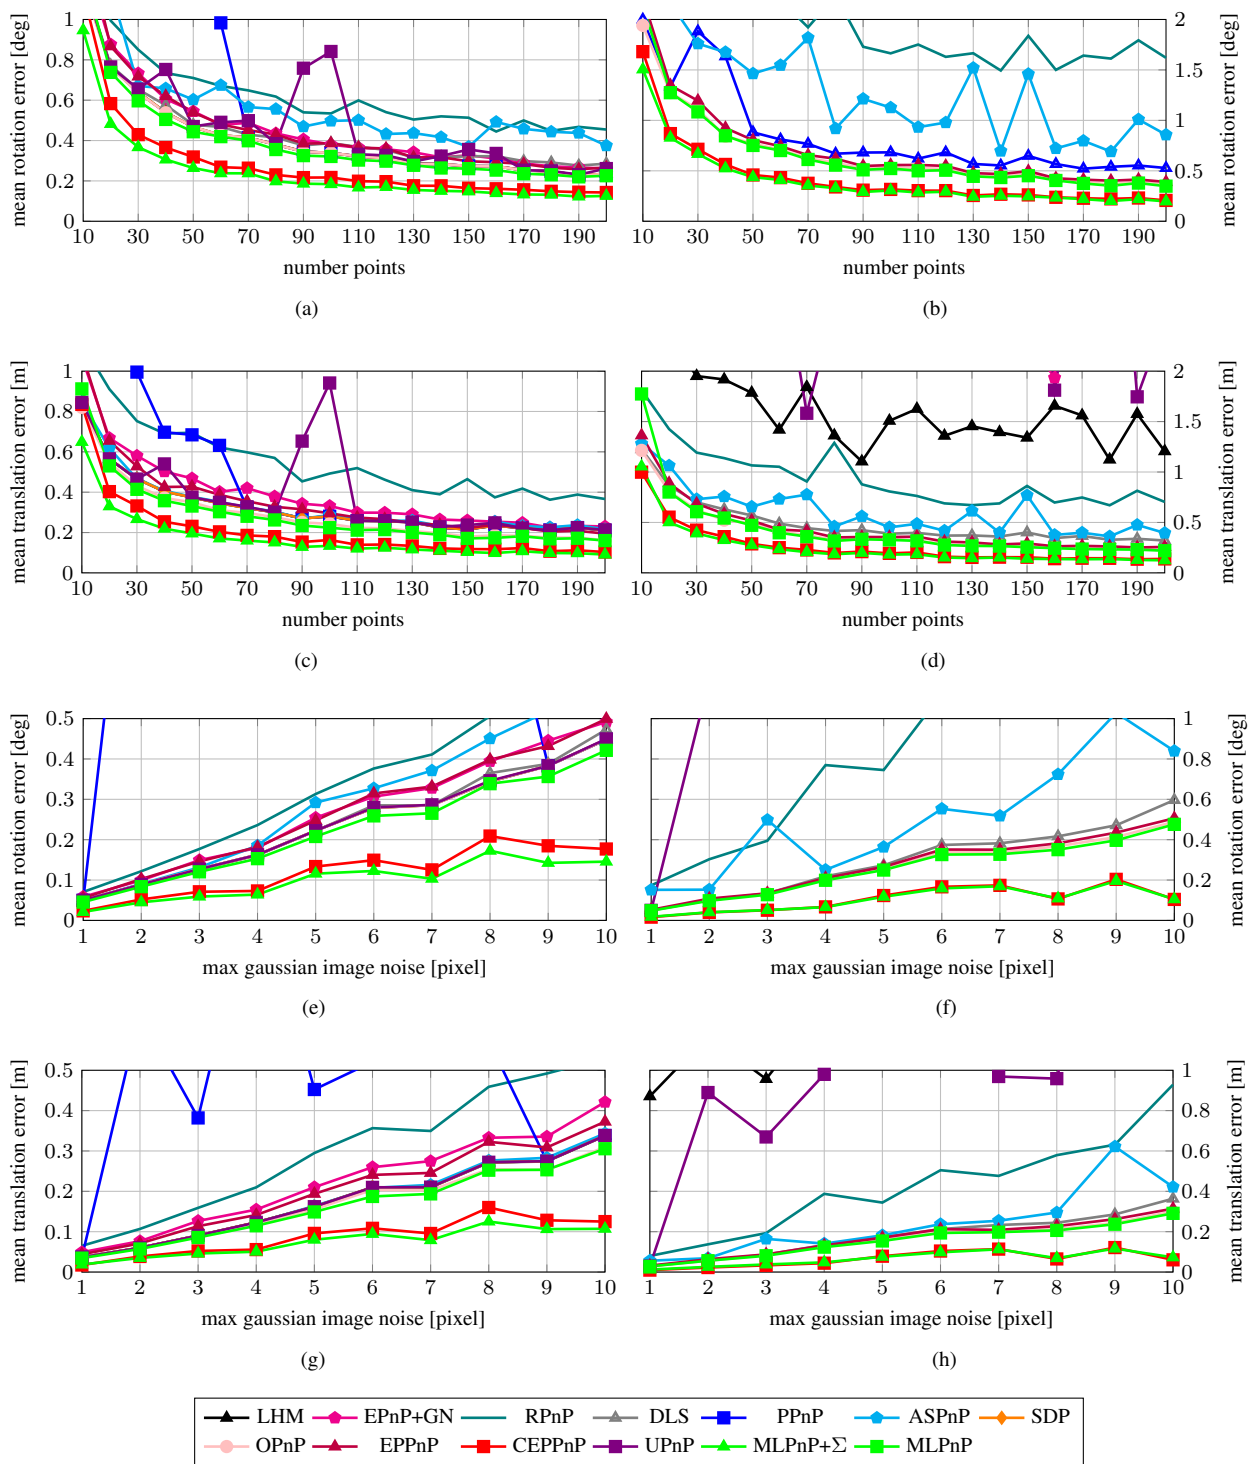 mean rotation error [deg]
1
0.8
0.6
0.4
0.2
0
10 30 50 70 90 110 130 150 170 190
number points
(a)
2
1.5
1
0.5
0
mean rotation error [deg]
10 30 50 70 90 110 130 150 170 190
number points
(b)
mean translation error [m]
1
0.8
0.6
0.4
0.2
0
10 30 50 70 90 110 130 150 170 190
number points
(c)
2
1.5
1
0.5
0
mean translation error [m]
10 30 50 70 90 110 130 150 170 190
number points
(d)
mean rotation error [deg]
0.5
0.4
0.3
0.2
0.1
0
1 2 3 4 5 6 7 8 9 10
max gaussian image noise [pixel]
(e)
1
0.8
0.6
0.4
0.2
0
mean rotation error [deg]
1 2 3 4 5 6 7 8 9 10
max gaussian image noise [pixel]
(f)
mean translation error [m]
0.5
0.4
0.3
0.2
0.1
0
1 2 3 4 5 6 7 8 9 10
max gaussian image noise [pixel]
(g)
1
0.8
0.6
0.4
0.2
0
mean translation error [m]
1 2 3 4 5 6 7 8 9 10
max gaussian image noise [pixel]
(h)
LHM EPnP+GN RPnP DLS PPnP ASPnP SDP
OPnP EPPnP CEPPnP UPnP MLPnP+Σ MLPnP